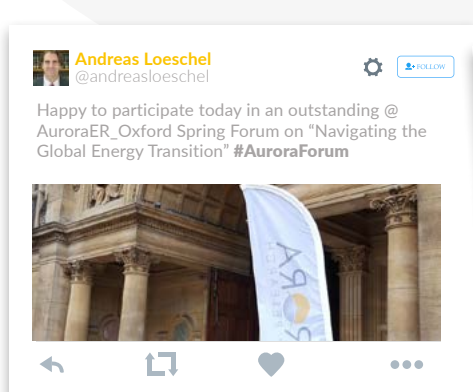 Andreas Loeschel
@andreasloeschel
FOLLOW
Happy to participate today in an outstanding @
AuroraER_Oxford Spring Forum on “Navigating the
Global Energy Transition” #AuroraForum